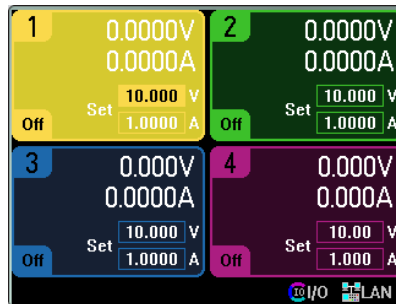 1 0.0000V
0.0000A
Set 10.000 V
1.0000 A
Off
2 0.0000V
0.0000A
Set 10.000 V
1.0000 A
Off
3 0.000V
0.0000A
Set 10.000 V
1.0000 A
Off
4 0.000V
0.000A
Set 10.00 V
1.000 A
Off
IO I/O LAN